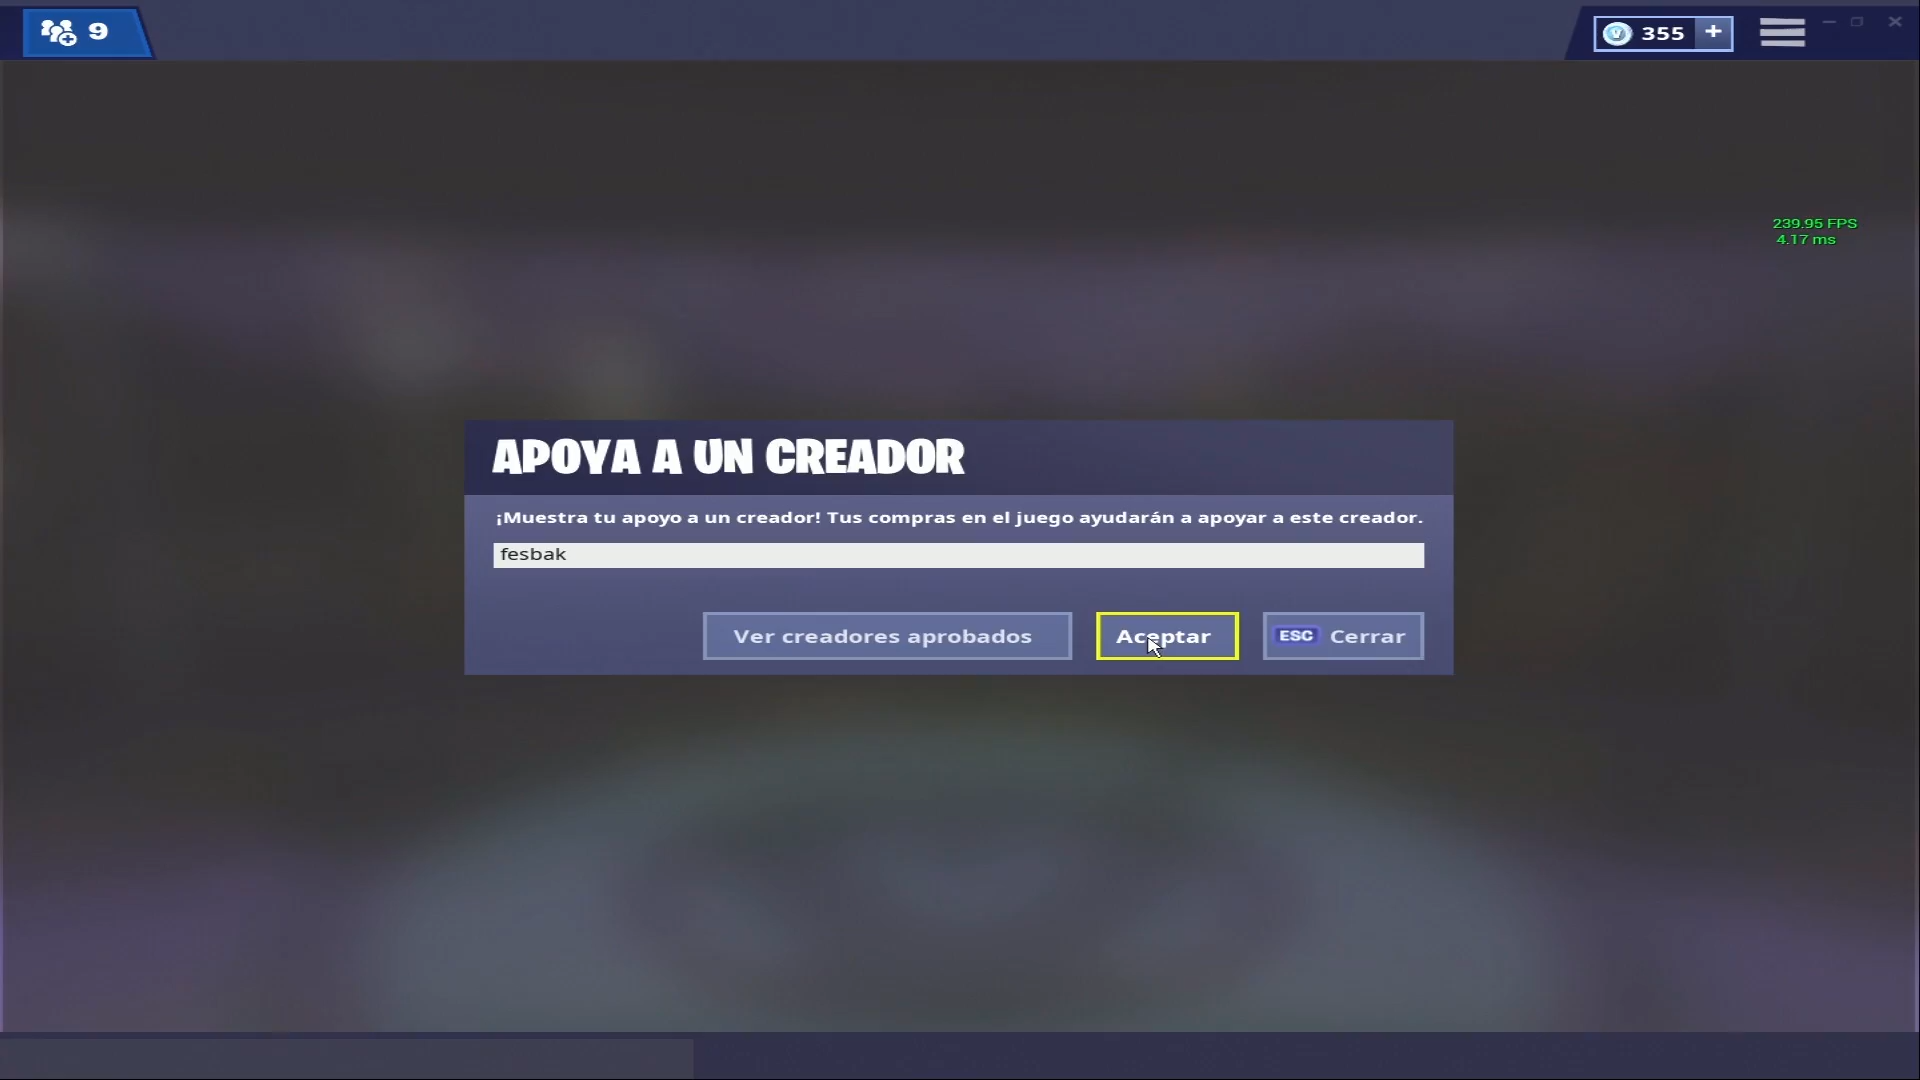 9
355 +
239.95 FPS
4.17 ms
APOYA A UN CREADOR
¡Muestra tu apoyo a un creador! Tus compras en el juego ayudarán a apoyar a este creador.
fesbak
Ver creadores aprobados
Aceptar
ESC Cerrar